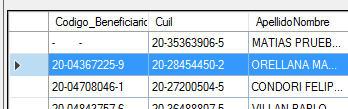 Codigo_Beneficiario Cuil ApellidoNombre
- - 20-35363906-5 MATIAS PRUEB...
20-04367225-9 20-28454450-2 ORELLANA MA...
20-04708046-1 20-27200504-5 CONDORI FELIP...